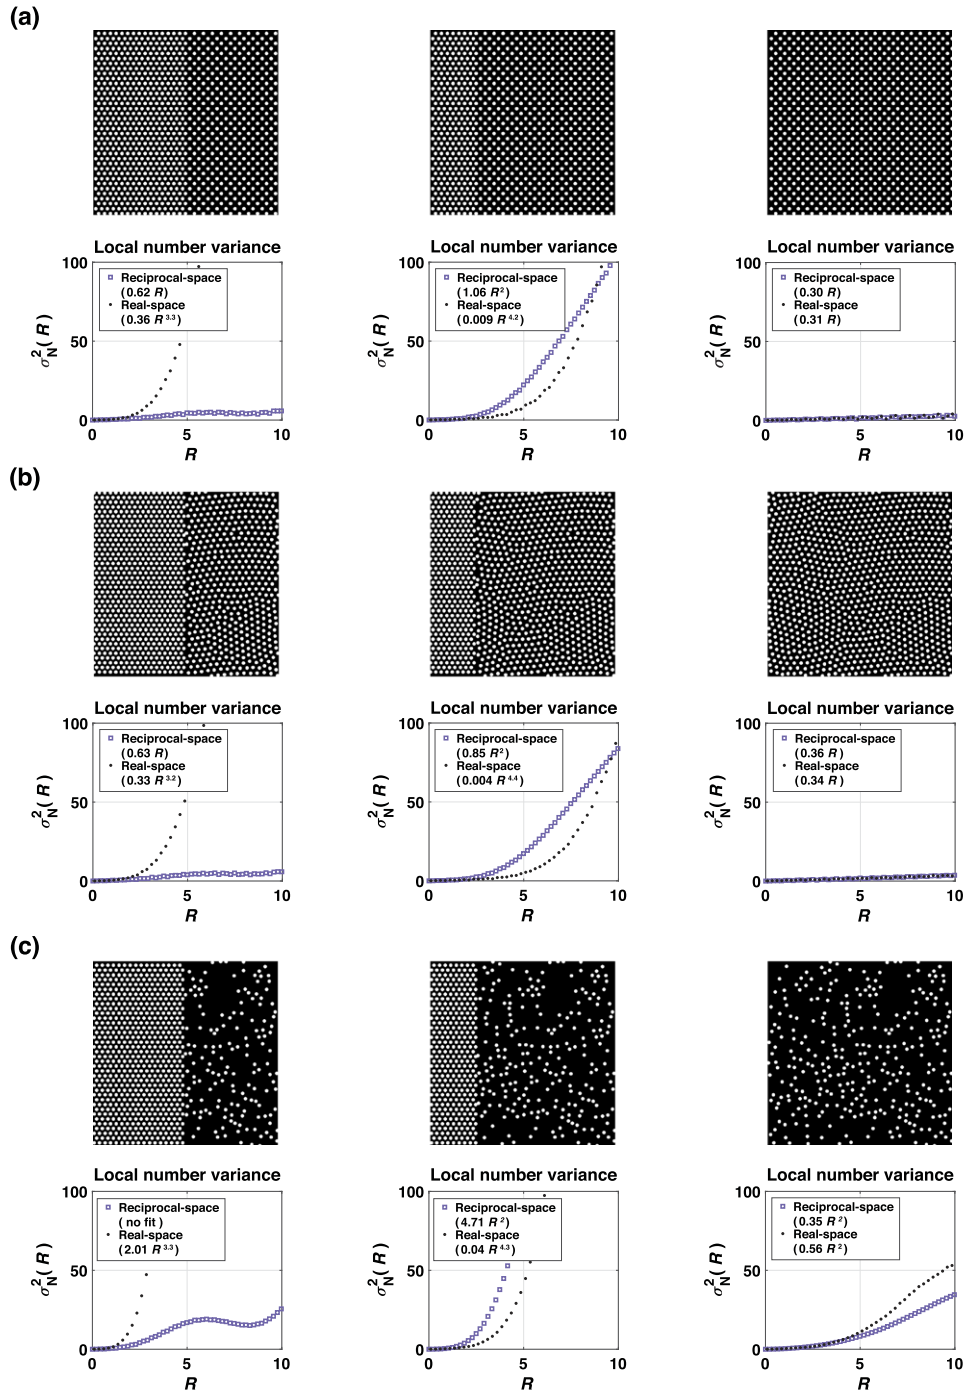 (a)
Local number variance
100
50
0
0 5 10
σ²N(R)
R
Reciprocal-space
(0.62 R)
Real-space
(0.36 R^3.3)
Local number variance
100
50
0
0 5 10
σ²N(R)
R
Reciprocal-space
(1.06 R²)
Real-space
(0.009 R^4.2)
Local number variance
100
50
0
0 5 10
σ²N(R)
R
Reciprocal-space
(0.30 R)
Real-space
(0.31 R)
(b)
Local number variance
100
50
0
0 5 10
σ²N(R)
R
Reciprocal-space
(0.63 R)
Real-space
(0.33 R^3.2)
Local number variance
100
50
0
0 5 10
σ²N(R)
R
Reciprocal-space
(0.85 R²)
Real-space
(0.004 R^4.4)
Local number variance
100
50
0
0 5 10
σ²N(R)
R
Reciprocal-space
(0.36 R)
Real-space
(0.34 R)
(c)
Local number variance
100
50
0
0 5 10
σ²N(R)
R
Reciprocal-space
( no fit )
Real-space
(2.01 R^3.3)
Local number variance
100
50
0
0 5 10
σ²N(R)
R
Reciprocal-space
(4.71 R²)
Real-space
(0.04 R^4.3)
Local number variance
100
50
0
0 5 10
σ²N(R)
R
Reciprocal-space
(0.35 R²)
Real-space
(0.56 R²)